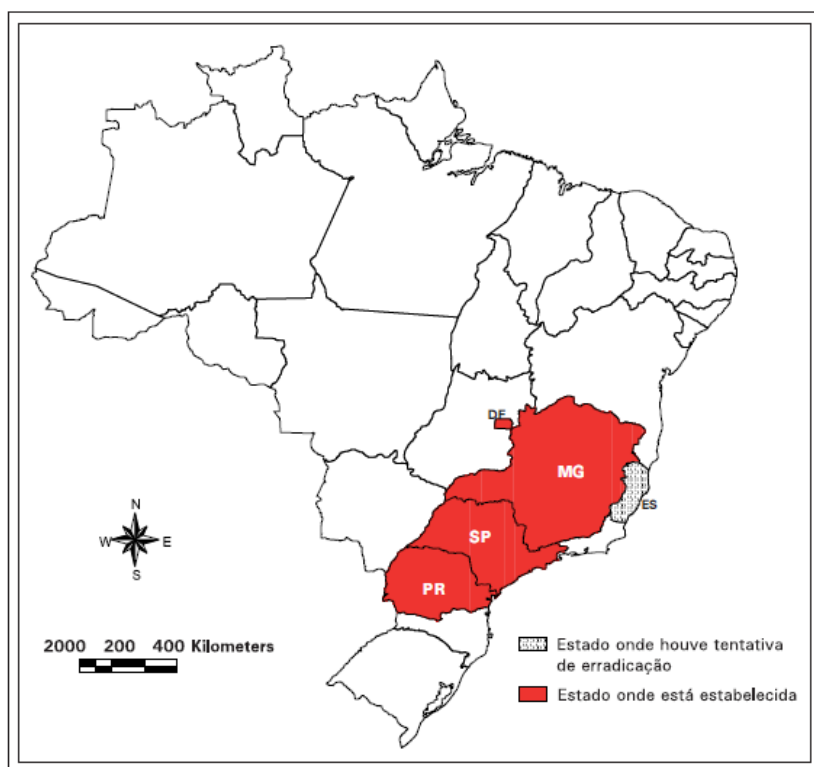 DF
MG
ES
SP
PR
N
W E
S
2000 200 400 Kilometers
Estado onde houve tentativa
de erradicação
Estado onde está estabelecida